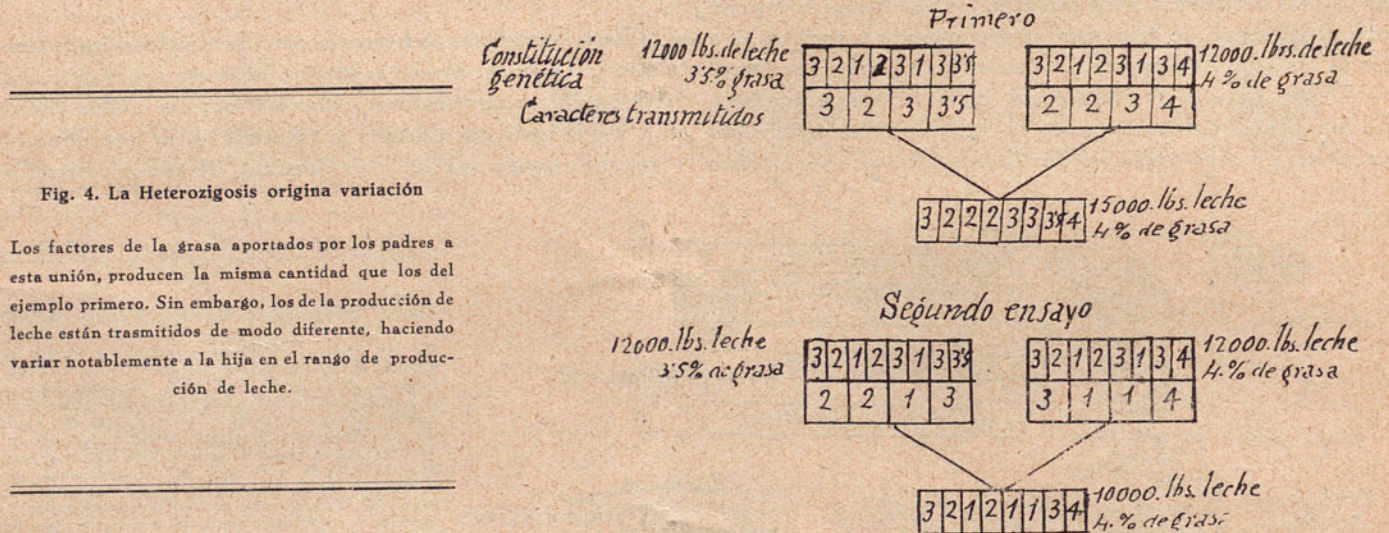 Fig. 4. La Heterozigosis origina variación
Los factores de la grasa aportados por los padres a
esta unión, producen la misma cantidad que los del
ejemplo primero. Sin embargo, los de la producción de
leche están trasmitidos de modo diferente, haciendo
variar notablemente a la hija en el rango de produc-
ción de leche.
Primero
Constitución
genética
12000 lbs. de leche
3'5% grasa
3 2 1 2 3 1 3 3'5
3 2 1 2 3 1 3 4
12000. lbrs. de leche
4 % de grasa
Caracteres transmitidos
3 2 3 3'5
2 2 3 4
3 2 2 2 3 3 3'5 4
15000. lbs. leche
4 % de grasa
Segundo ensayo
12000. lbs. leche
3'5% de grasa
3 2 1 2 3 1 3 3'5
3 2 1 2 3 1 3 4
12000. lbs. leche
4. % de grasa
2 2 1 3
3 1 1 4
3 2 1 2 1 1 3 4
10000. lbs. leche
4. % de grasa